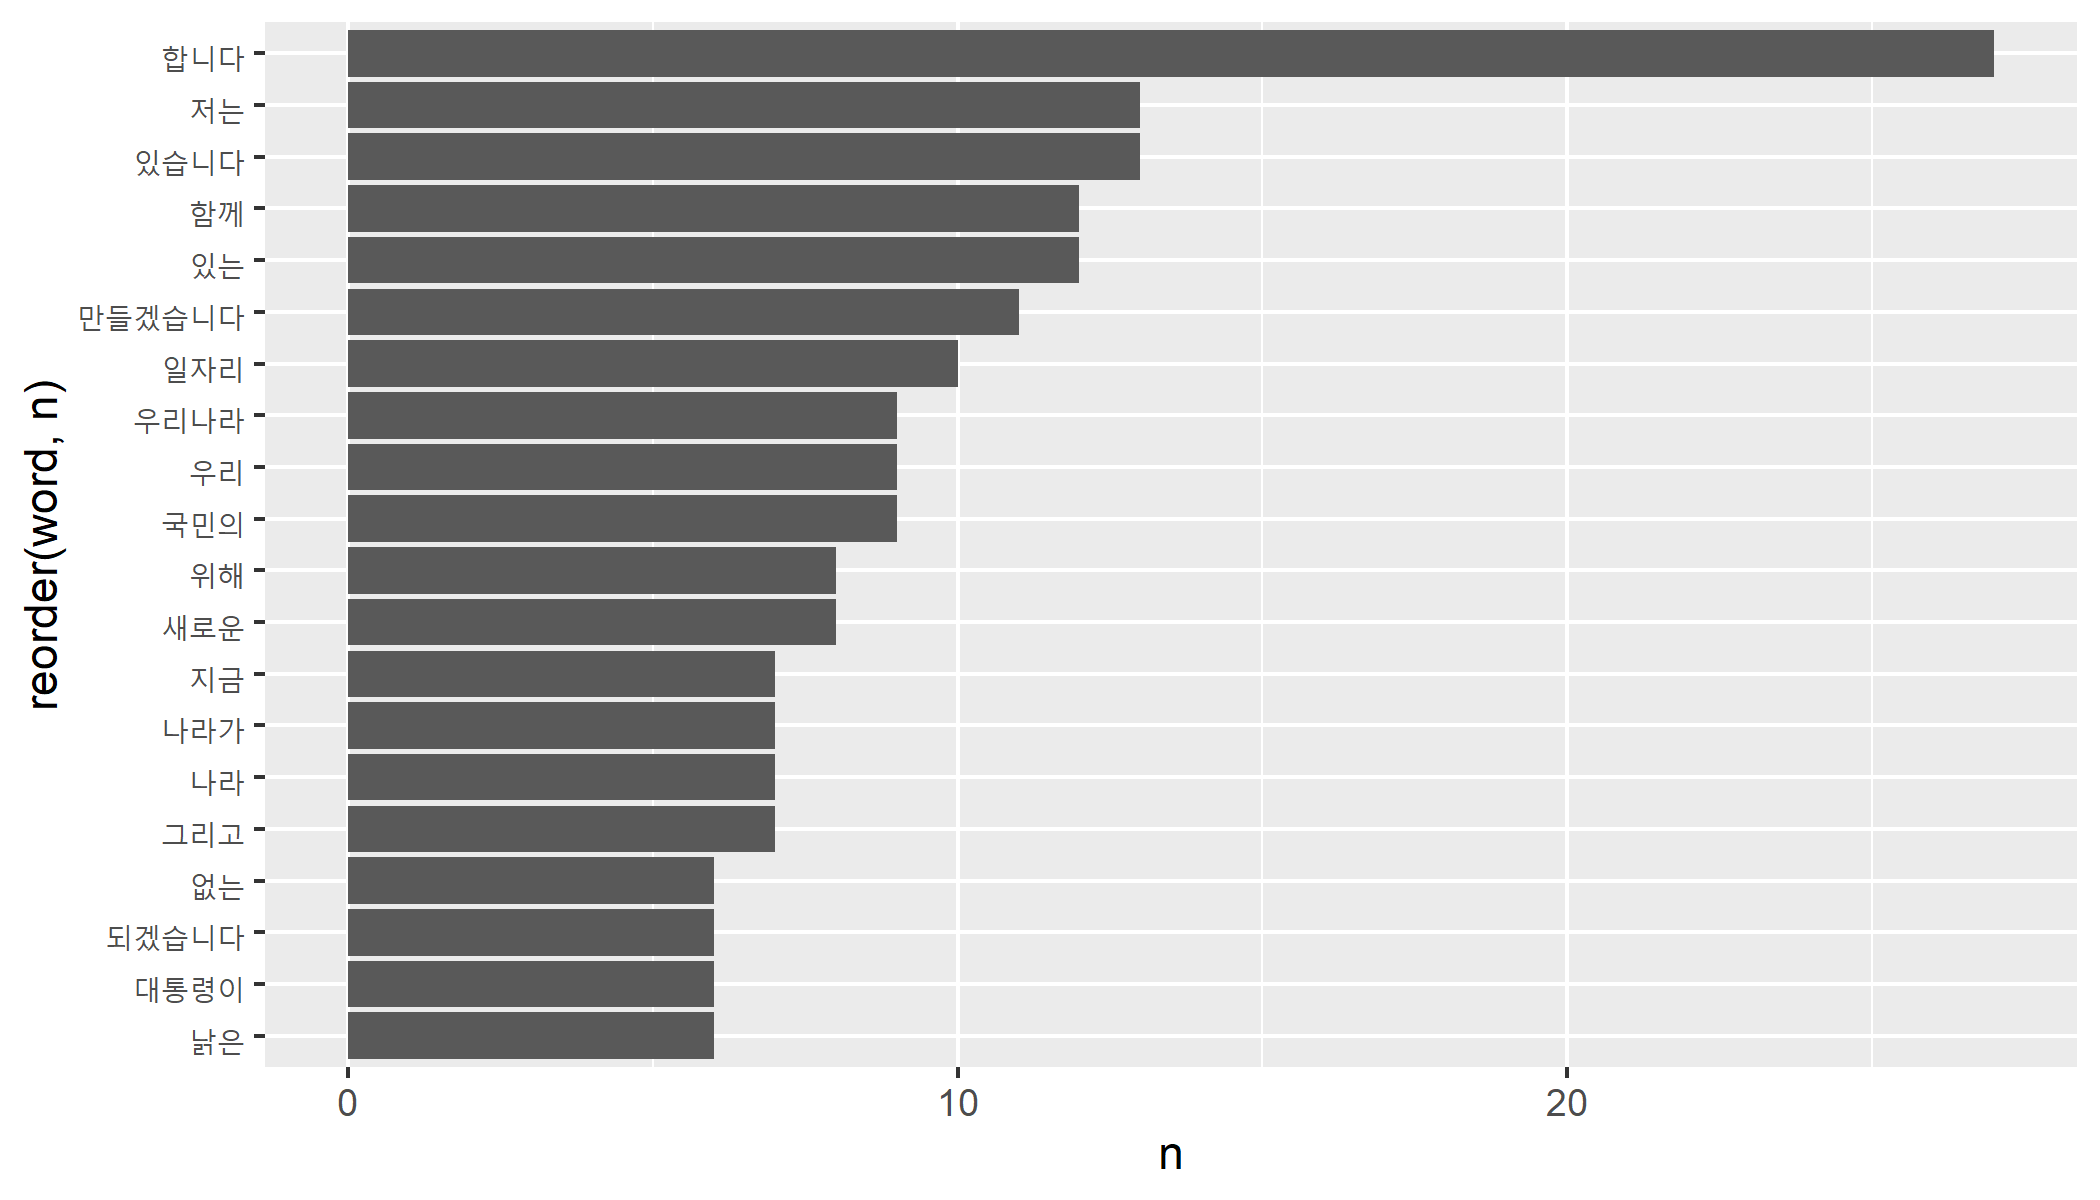 합니다
저는
있습니다
함께
있는
만들겠습니다
일자리
우리나라
우리
국민의
위해
새로운
지금
나라가
나라
그리고
없는
되겠습니다
대통령이
낡은
reorder(word, n)
0 10 20
n